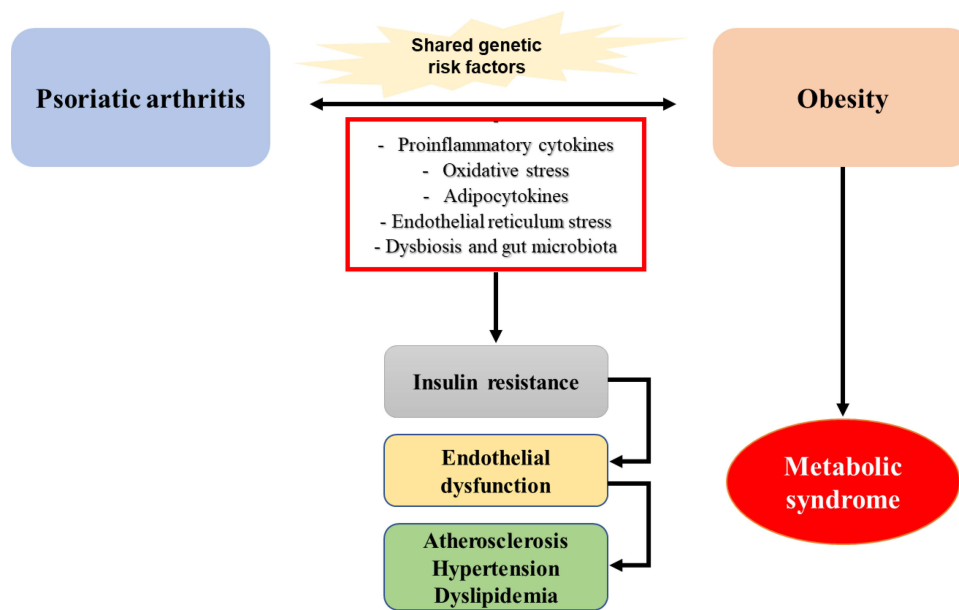 Shared genetic
risk factors
Psoriatic arthritis
Obesity
-
- Proinflammatory cytokines
- Oxidative stress
- Adipocytokines
- Endothelial reticulum stress
- Dysbiosis and gut microbiota
Insulin resistance
Endothelial
dysfunction
Atherosclerosis
Hypertension
Dyslipidemia
Metabolic
syndrome